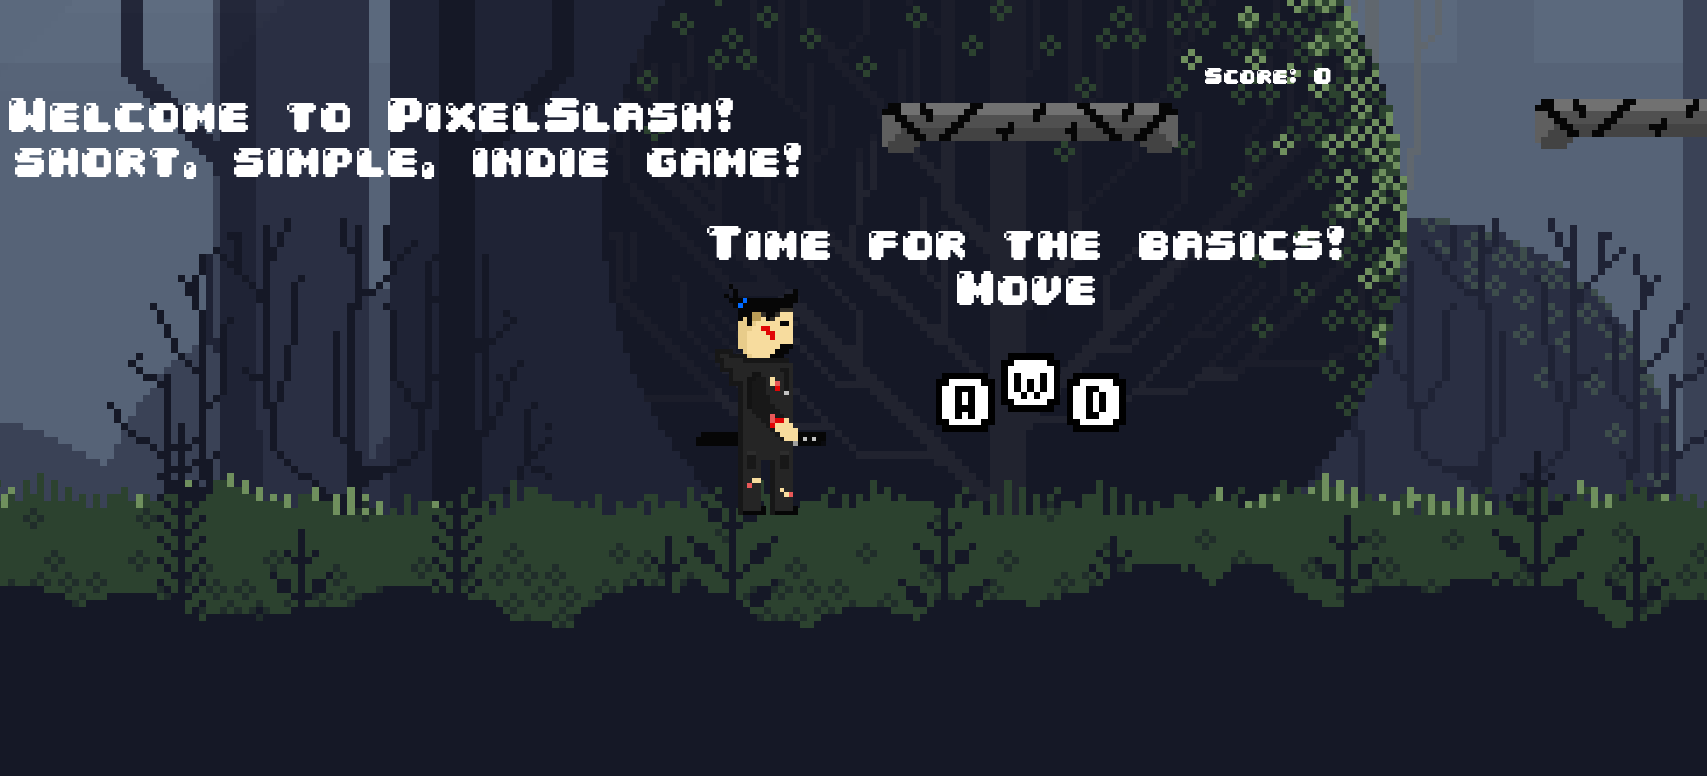 Score: 0
Welcome to PixelSlash!
short, simple, indie game!
Time for the basics!
Move
A W D